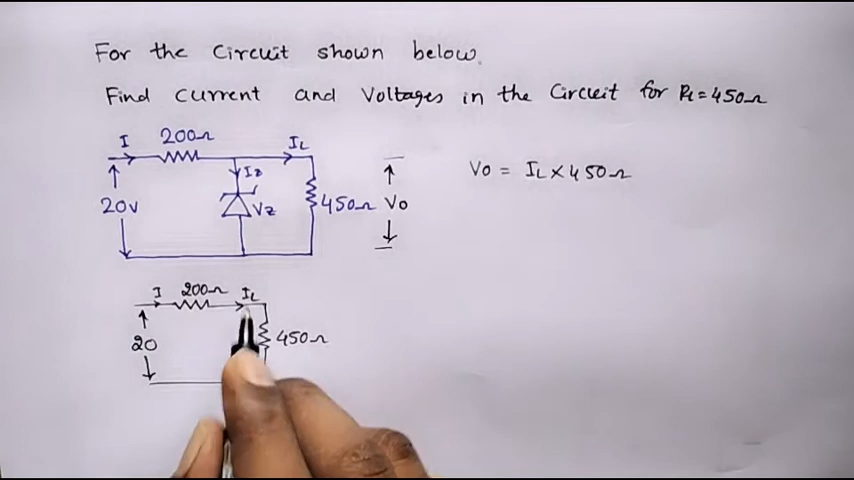 For the Circuit shown below.
Find current and Voltages in the Circuit for RL=450Ω
I 200Ω IL
IZ
20V VZ 450Ω Vo
Vo = IL×450Ω
I 200Ω IL
20 450Ω